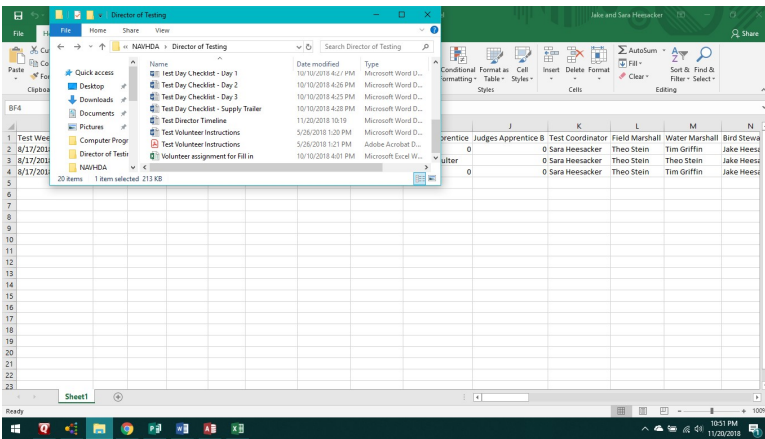 Director of Testing
Jake and Sara Heesacker
File Home Share View
File
Share
NAVHDA > Director of Testing
Search Director of Testing
Paste
Clipboa
Quick access
Desktop
Downloads
Documents
Pictures
Computer Progr
Director of Testin
NAVHDA
Name Date modified Type
Test Day Checklist - Day 1 10/10/2018 4:27 PM Microsoft Word D...
Test Day Checklist - Day 2 10/10/2018 4:26 PM Microsoft Word D...
Test Day Checklist - Day 3 10/10/2018 4:25 PM Microsoft Word D...
Test Day Checklist - Supply Trailer 10/10/2018 4:28 PM Microsoft Word D...
Test Director Timeline 11/20/2018 10:19 Microsoft Word D...
Test Volunteer Instructions 5/26/2018 1:20 PM Microsoft Word D...
Test Volunteer Instructions 5/26/2018 1:21 PM Adobe Acrobat D...
Volunteer assignment for Fill in 10/10/2018 4:01 PM Microsoft Excel W...
20 items 1 item selected 213 KB
Conditional Format as Cell Insert Delete Format
Formatting Table Styles
Styles Cells
AutoSum
Fill
Clear
Sort & Find &
Filter Select
Editing
BF4
J K L M N
1 Test Wee prentice Judges Apprentice B Test Coordinator Field Marshall Water Marshall Bird Stewa
2 8/17/201 0 0 Sara Heesacker Theo Stein Tim Griffin Jake Heesa
3 8/17/201 ulter 0 Sara Heesacker Theo Stein Theo Stein Jake Heesa
4 8/17/201 0 0 Sara Heesacker Theo Stein Tim Griffin Jake Heesa
5
6
7
8
9
10
11
12
13
14
15
16
17
18
19
20
21
22
23
Sheet1
Ready 100%
10:51 PM
11/20/2018